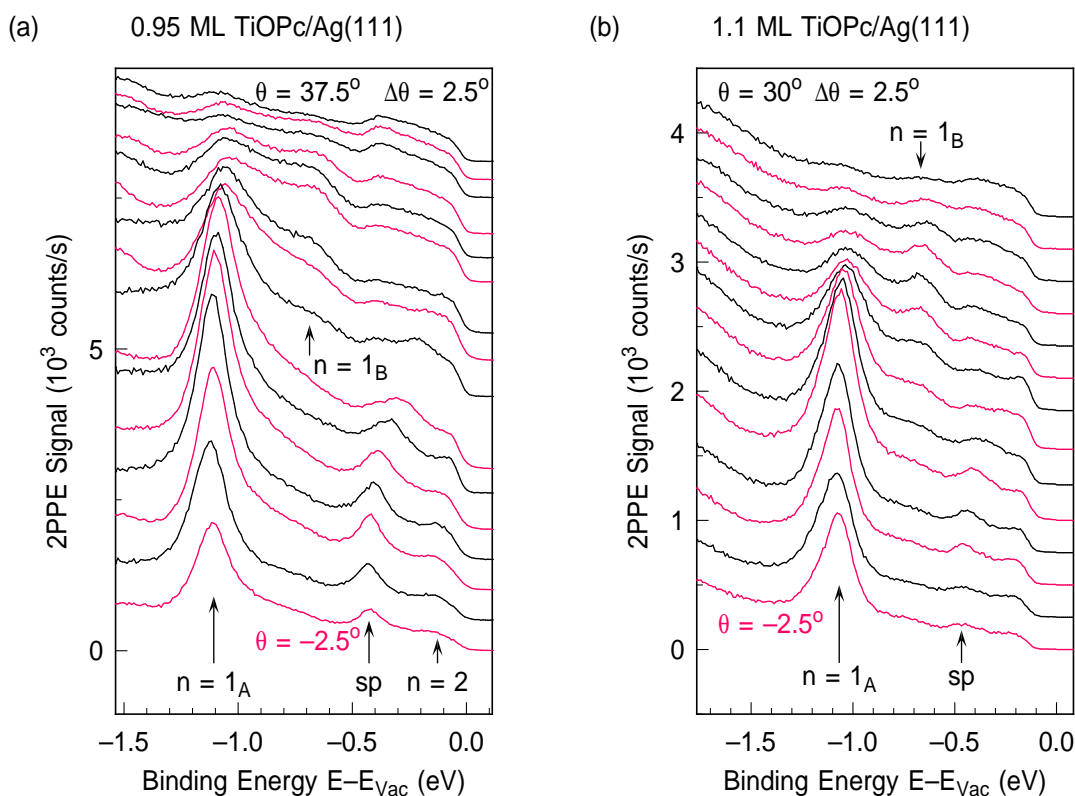 (a) 0.95 ML TiOPc/Ag(111)
θ = 37.5° Δθ = 2.5°
n = 1B
θ = –2.5°
n = 1A
sp
n = 2
5
0
2PPE Signal (10³ counts/s)
–1.5 –1.0 –0.5 0.0
Binding Energy E–EVac (eV)
(b) 1.1 ML TiOPc/Ag(111)
θ = 30° Δθ = 2.5°
n = 1B
θ = –2.5°
n = 1A
sp
4
3
2
1
0
2PPE Signal (10³ counts/s)
–1.5 –1.0 –0.5 0.0
Binding Energy E–EVac (eV)